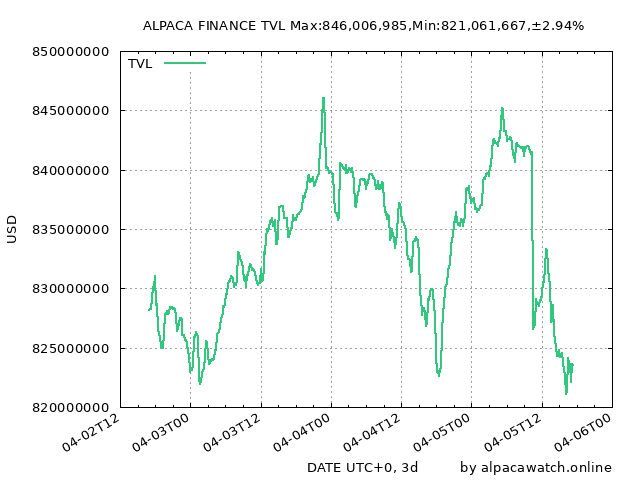 ALPACA FINANCE TVL Max:846,006,985,Min:821,061,667,±2.94%
850000000
TVL
845000000
840000000
835000000
USD
830000000
825000000
820000000
04-02T12
04-03T00
04-03T12
04-04T00
04-04T12
04-05T00
04-05T12
04-06T00
DATE UTC+0, 3d
by alpacawatch.online